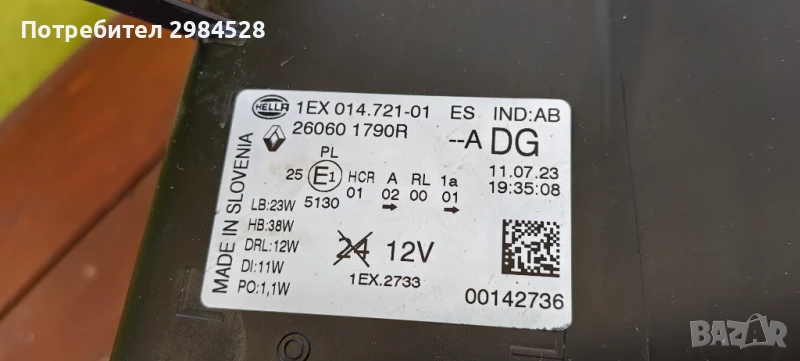 Потребител 2984528
HELLA 1EX 014.721-01 ES IND:AB
26060 1790R --A DG
PL 11.07.23
25 E1 HCR A RL 1a 19:35:08
5130 01 02 00 01
LB:23W
HB:38W
DRL:12W 24 12V
DI:11W 1EX.2733
PO:1,1W 00142736
MADE IN SLOVENIA
BAZAR